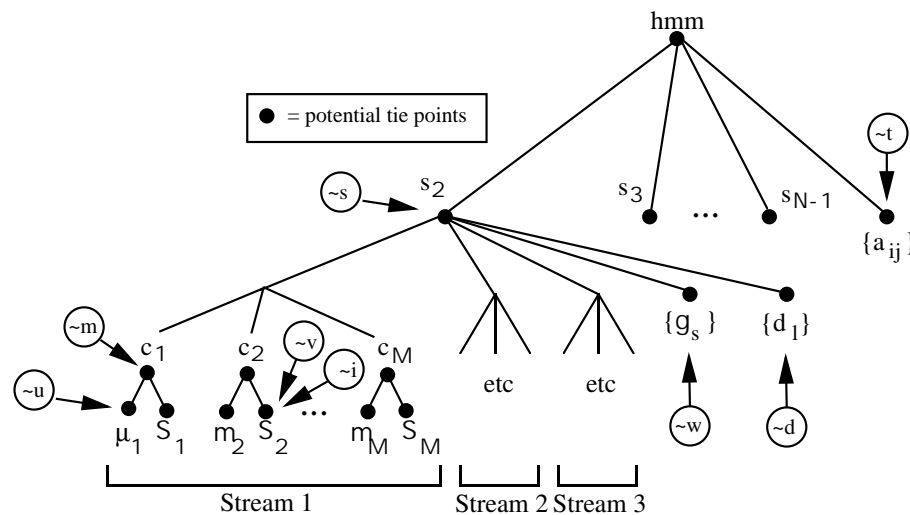 hmm
= potential tie points
~t
~s
s2
s3
...
sN-1
{aij}
~m
c1
c2
~v
cM
~i
{gs}
{dl}
~u
etc
etc
...
μ1
S1
m2
S2
mM
SM
~w
~d
Stream 1
Stream 2
Stream 3